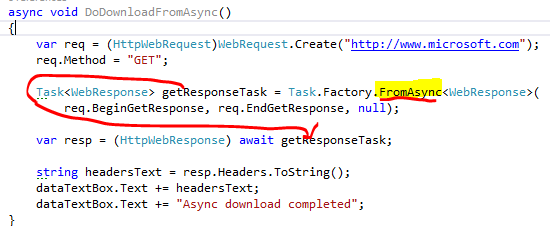 async void DoDownloadFromAsync()
{
var req = (HttpWebRequest)WebRequest.Create("http://www.microsoft.com");
req.Method = "GET";
Task<WebResponse> getResponseTask = Task.Factory.FromAsync<WebResponse>(
req.BeginGetResponse, req.EndGetResponse, null);
var resp = (HttpWebResponse) await getResponseTask;
string headersText = resp.Headers.ToString();
dataTextBox.Text += headersText;
dataTextBox.Text += "Async download completed";
}